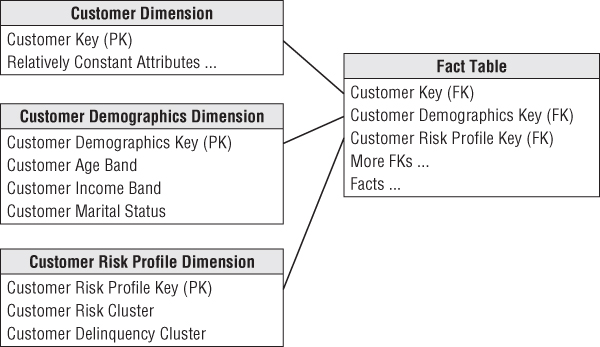 Customer Dimension
Customer Key (PK)
Relatively Constant Attributes ...
Customer Demographics Dimension
Customer Demographics Key (PK)
Customer Age Band
Customer Income Band
Customer Marital Status
Customer Risk Profile Dimension
Customer Risk Profile Key (PK)
Customer Risk Cluster
Customer Delinquency Cluster
Fact Table
Customer Key (FK)
Customer Demographics Key (FK)
Customer Risk Profile Key (FK)
More FKs ...
Facts ...